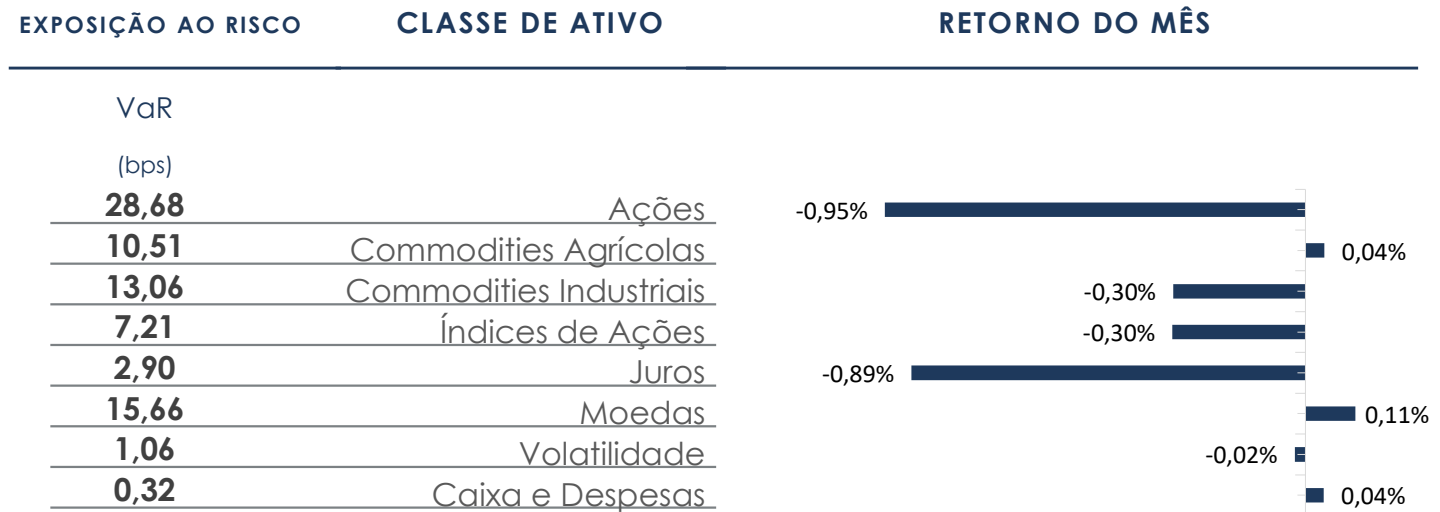 EXPOSIÇÃO AO RISCO CLASSE DE ATIVO RETORNO DO MÊS
VaR
(bps)
28,68 Ações -0,95%
10,51 Commodities Agrícolas 0,04%
13,06 Commodities Industriais -0,30%
7,21 Índices de Ações -0,30%
2,90 Juros -0,89%
15,66 Moedas 0,11%
1,06 Volatilidade -0,02%
0,32 Caixa e Despesas 0,04%